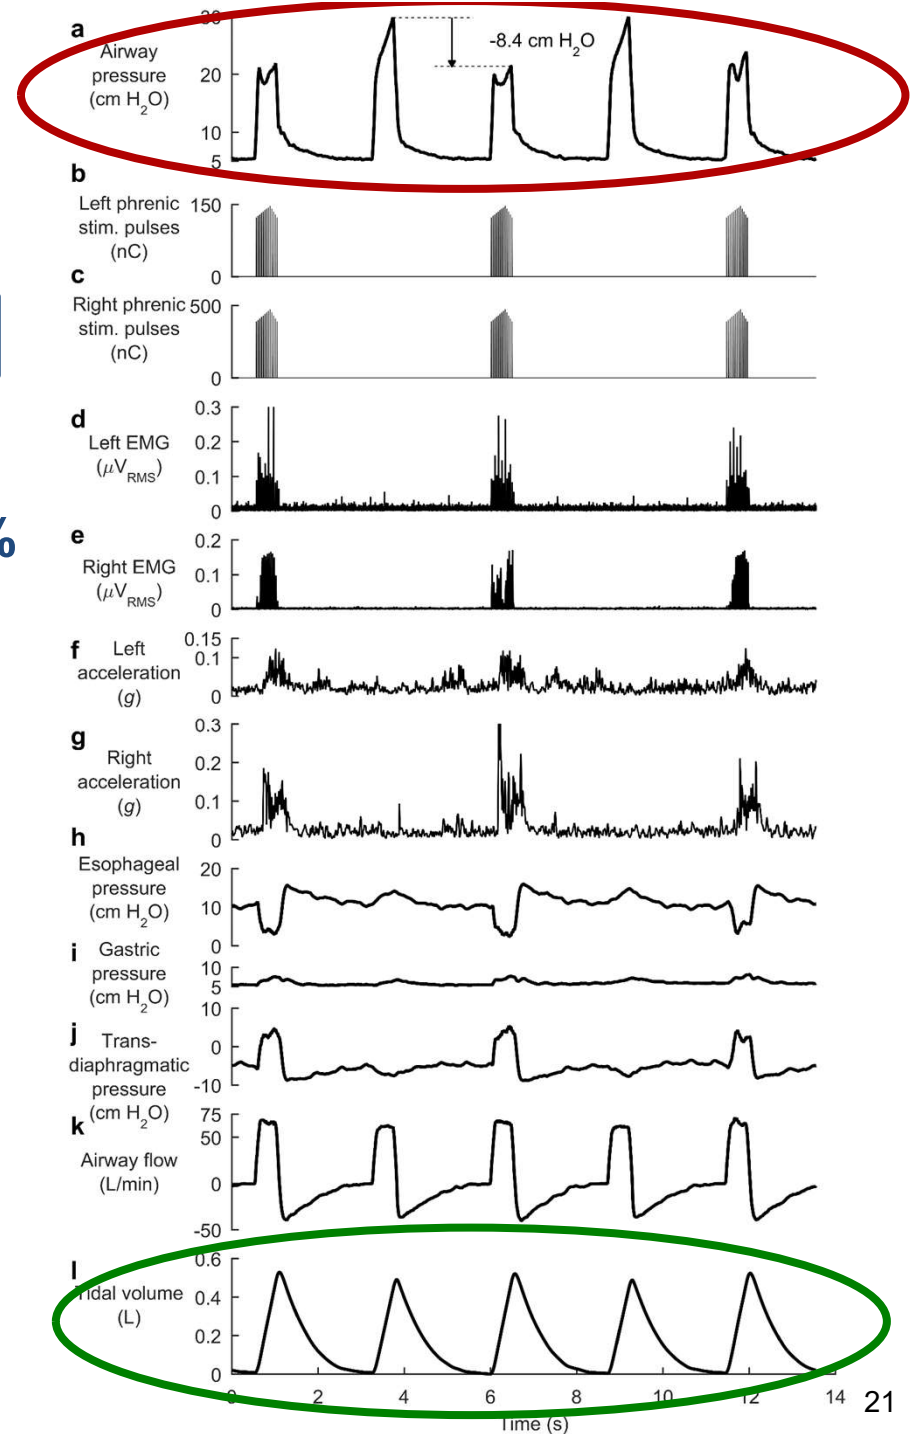 a
Airway
pressure
(cm H2O)
30
20
10
5
-8.4 cm H2O
b
Left phrenic
stim. pulses
(nC)
150
0
c
Right phrenic
stim. pulses
(nC)
500
0
%
d
Left EMG
(μVRMS)
0.3
0.2
0.1
0
e
Right EMG
(μVRMS)
0.2
0.1
0
f
Left
acceleration
(g)
0.15
0.1
0
g
Right
acceleration
(g)
0.3
0.2
0.1
0
h
Esophageal
pressure
(cm H2O)
20
10
0
i
Gastric
pressure
(cm H2O)
10
5
j
Trans-
diaphragmatic
pressure
(cm H2O)
10
0
-10
k
Airway flow
(L/min)
75
50
0
-50
l
Tidal volume
(L)
0.6
0.4
0.2
0
0 2 4 6 8 10 12 14
Time (s)
21